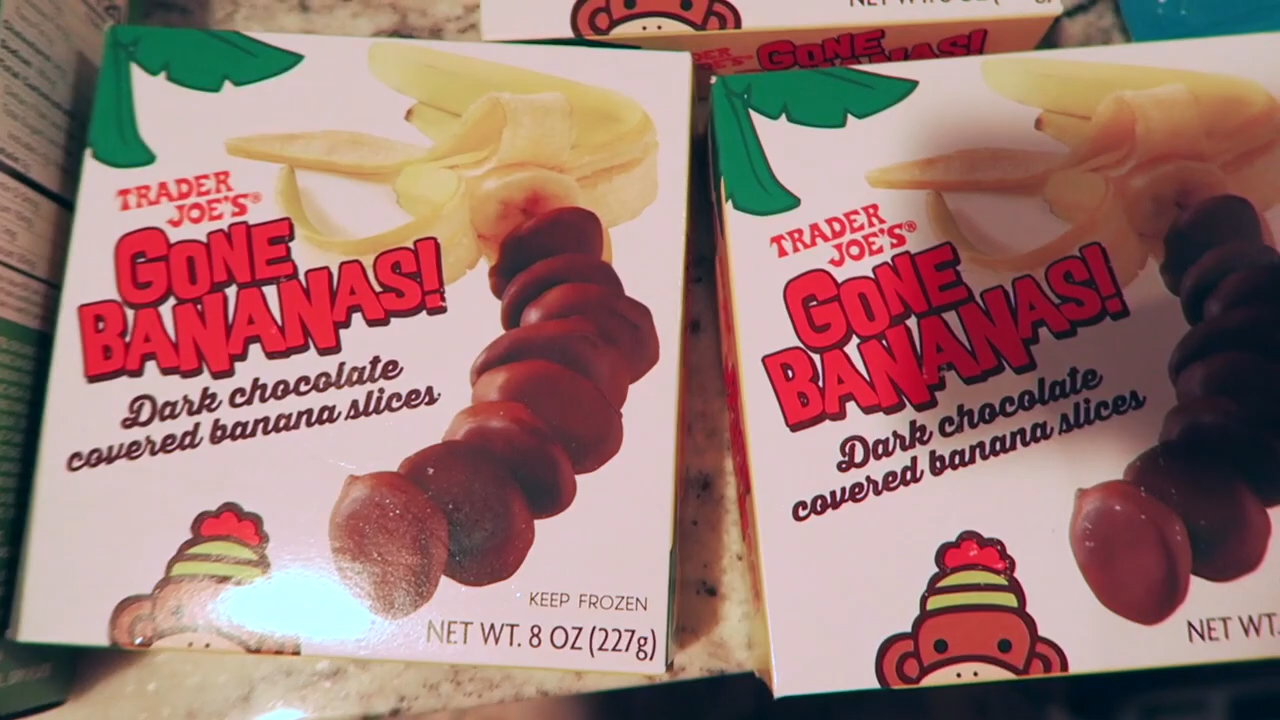 GONE
BANANAS!
TRADER
JOE'S®
GONE
BANANAS!
Dark chocolate
covered banana slices
KEEP FROZEN
NET WT. 8 OZ (227g)
TRADER
JOE'S®
GONE
BANANAS!
Dark chocolate
covered banana slices
NET WT.